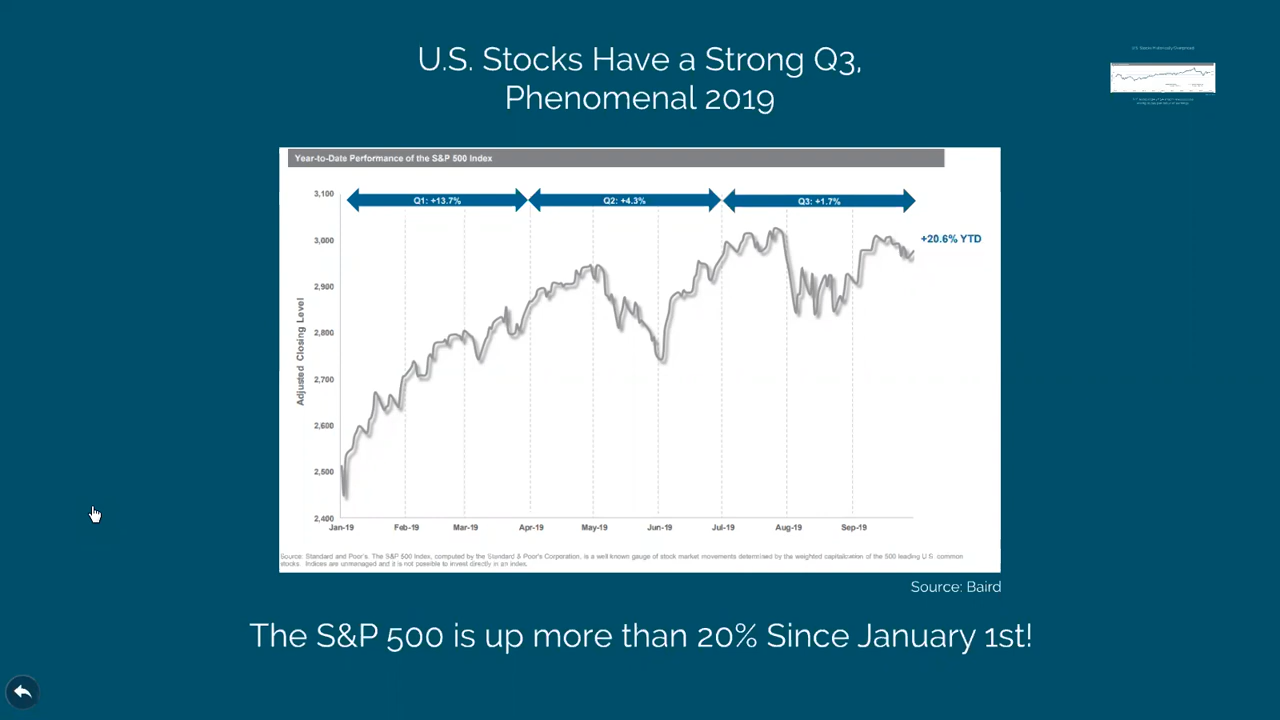 U.S. Stocks Have a Strong Q3,
Phenomenal 2019
Year-to-Date Performance of the S&P 500 Index
3,100
Q1: +13.7%
Q2: +4.3%
Q3: +1.7%
3,000
+20.6% YTD
2,900
2,800
2,700
2,600
2,500
2,400
Adjusted Closing Level
Jan-19
Feb-19
Mar-19
Apr-19
May-19
Jun-19
Jul-19
Aug-19
Sep-19
Source: Standard and Poor's. The S&P 500 Index, computed by the Standard & Poor's Corporation, is a well known gauge of stock market movements determined by the weighted capitalization of the 500 leading U.S. common
stocks. Indices are unmanaged and it is not possible to invest directly in an index.
Source: Baird
The S&P 500 is up more than 20% Since January 1st!